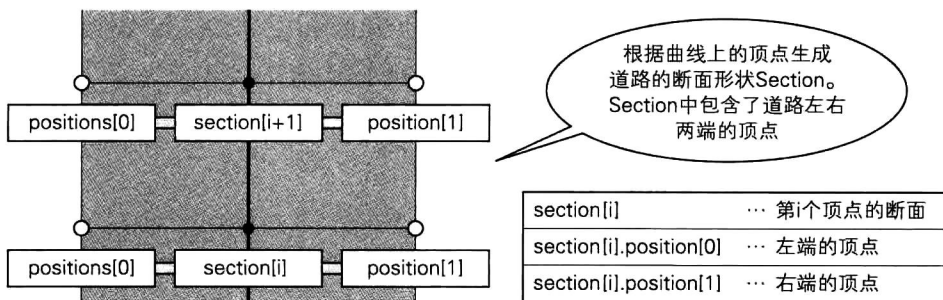 根据曲线上的顶点生成
道路的断面形状Section。
Section中包含了道路左右
两端的顶点
positions[0] section[i+1] position[1]
section[i] … 第i个顶点的断面
section[i].position[0] … 左端的顶点
positions[0] section[i] position[1]
section[i].position[1] … 右端的顶点